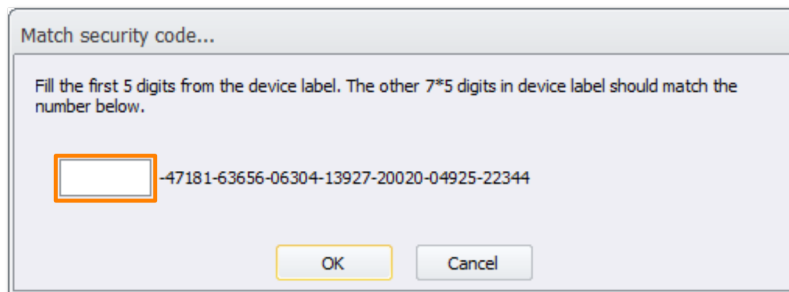 Match security code...
Fill the first 5 digits from the device label. The other 7*5 digits in device label should match the
number below.
-47181-63656-06304-13927-20020-04925-22344
OK Cancel